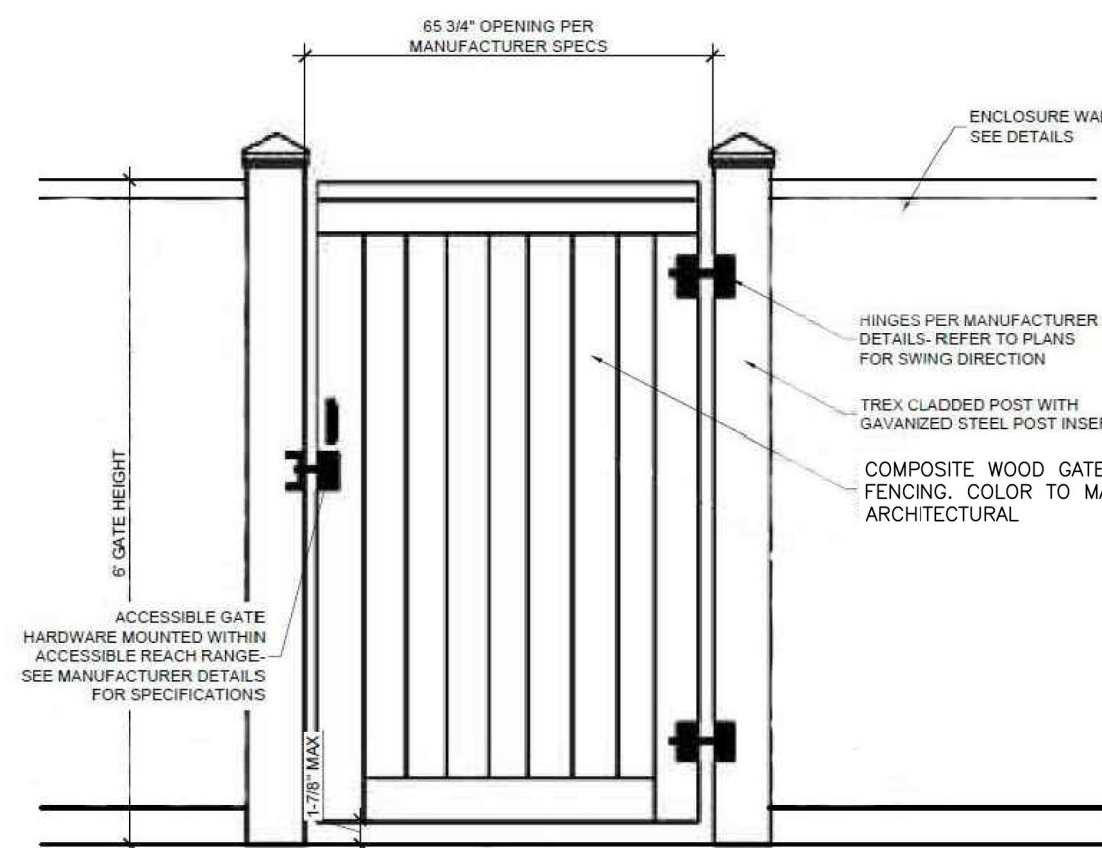 65 3/4" OPENING PER
MANUFACTURER SPECS
ENCLOSURE
SEE DETAILS
HINGES PER MANUFACTURER
DETAILS- REFER TO PLANS
FOR SWING DIRECTION
TREX CLADDED POST WITH
GAVANIZED STEEL POST
COMPOSITE WOOD GATE
FENCING. COLOR TO
ARCHITECTURAL
6' GATE HEIGHT
ACCESSIBLE GATE
HARDWARE MOUNTED WITHIN
ACCESSIBLE REACH RANGE-
SEE MANUFACTURER DETAILS
FOR SPECIFICATIONS
1-7/8" MAX